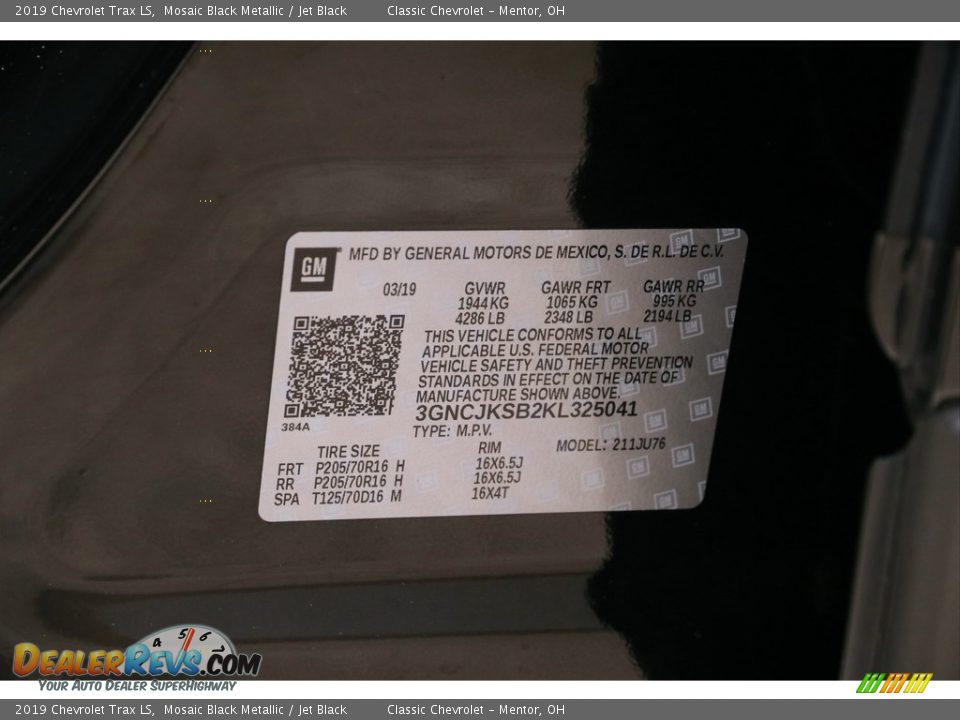 2019 Chevrolet Trax LS,  Mosaic Black Metallic / Jet Black    Classic Chevrolet – Mentor, OH
GM MFD BY GENERAL MOTORS DE MEXICO, S. DE R.L. DE C.V.
03/19 GVWR GAWR FRT GAWR RR
1944 KG 1065 KG 995 KG
4286 LB 2348 LB 2194 LB
THIS VEHICLE CONFORMS TO ALL
APPLICABLE U.S. FEDERAL MOTOR
VEHICLE SAFETY AND THEFT PREVENTION
STANDARDS IN EFFECT ON THE DATE OF
MANUFACTURE SHOWN ABOVE.
3GNCJKSB2KL325041
384A
TYPE: M.P.V.
TIRE SIZE RIM MODEL: 211JU76
FRT P205/70R16 H 16X6.5J
RR P205/70R16 H 16X6.5J
SPA T125/70D16 M 16X4T
4 5 6
DEALERREVS.COM
YOUR AUTO DEALER SUPERHIGHWAY
2019 Chevrolet Trax LS,  Mosaic Black Metallic / Jet Black    Classic Chevrolet – Mentor, OH